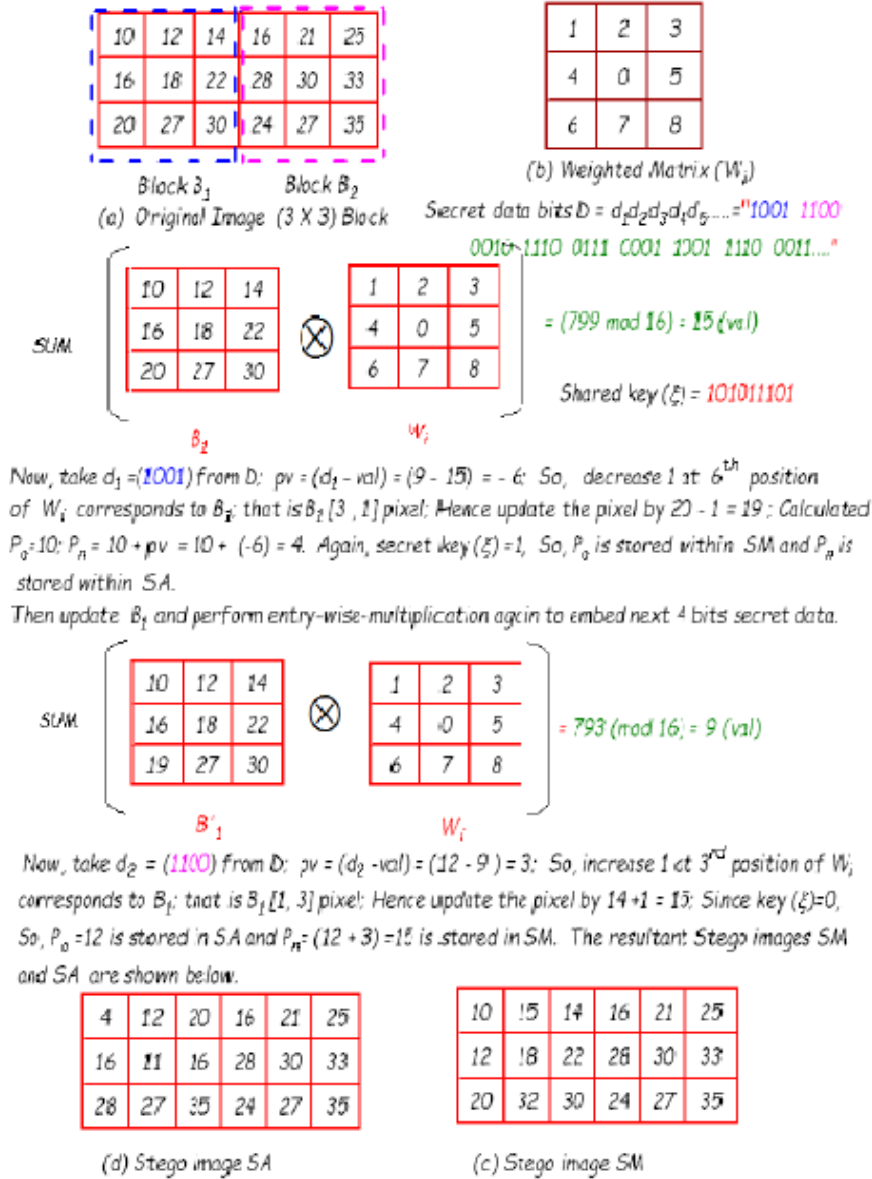 10 12 14 16 21 25
16 18 22 28 30 33
20 27 30 24 27 35
Block B₁ Block B₂
(a) Original Image (3 X 3) Block
1 2 3
4 0 5
6 7 8
(b) Weighted Matrix (Wᵢ)
Secret data bits D = d₁d₂d₃d₄d₅.....="1001 1100
0010 1110 0111 0001 1001 1110 0011...."
SUM
10 12 14
16 18 22
20 27 30
⊗
1 2 3
4 0 5
6 7 8
= (799 mod 16) = 15 (val)
Shared key (ξ) = 101011101
Wᵢ
Now, take d₁ =(1001) from D; pv = (d₁ - val) = (9 - 15) = - 6; So, decrease 1 at 6ᵗʰ position
of Wᵢ corresponds to Bᵢ; that is B₁ [3 , 1] pixel; Hence update the pixel by 20 - 1 = 19 ; Calculated
Pₒ=10; Pₙ = 10 + pv = 10 + (-6) = 4. Again, secret key (ξ) =1, So, Pₒ is stored within SM and Pₙ is
stored within SA.
Then update B₁ and perform entry-wise-multiplication again to embed next 4 bits secret data.
SUM
10 12 14
16 18 22
19 27 30
⊗
1 2 3
4 0 5
6 7 8
= 793 (mod 16) = 9 (val)
B'₁
Wᵢ
Now, take d₂ = (1100) from D; pv = (d₂ -val) = (12 - 9) = 3; So, increase 1 at 3ʳᵈ position of Wᵢ
corresponds to B₁; that is B₁[1, 3] pixel; Hence update the pixel by 14 +1 = 15; Since key (ξ)=0,
So, Pₒ =12 is stored in SA and Pₙ= (12 + 3) =15 is stored in SM. The resultant Stego images SM
and SA are shown below.
4 12 20 16 21 25
16 11 16 28 30 33
28 27 35 24 27 35
(d) Stego image SA
10 15 14 16 21 25
12 18 22 28 30 33
20 32 30 24 27 35
(c) Stego image SM